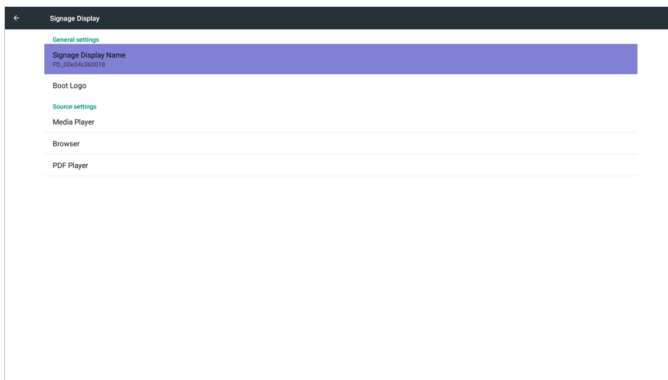 Signage Display
General settings
Signage Display Name
PD_00e04c360018
Boot Logo
Source settings
Media Player
Browser
PDF Player